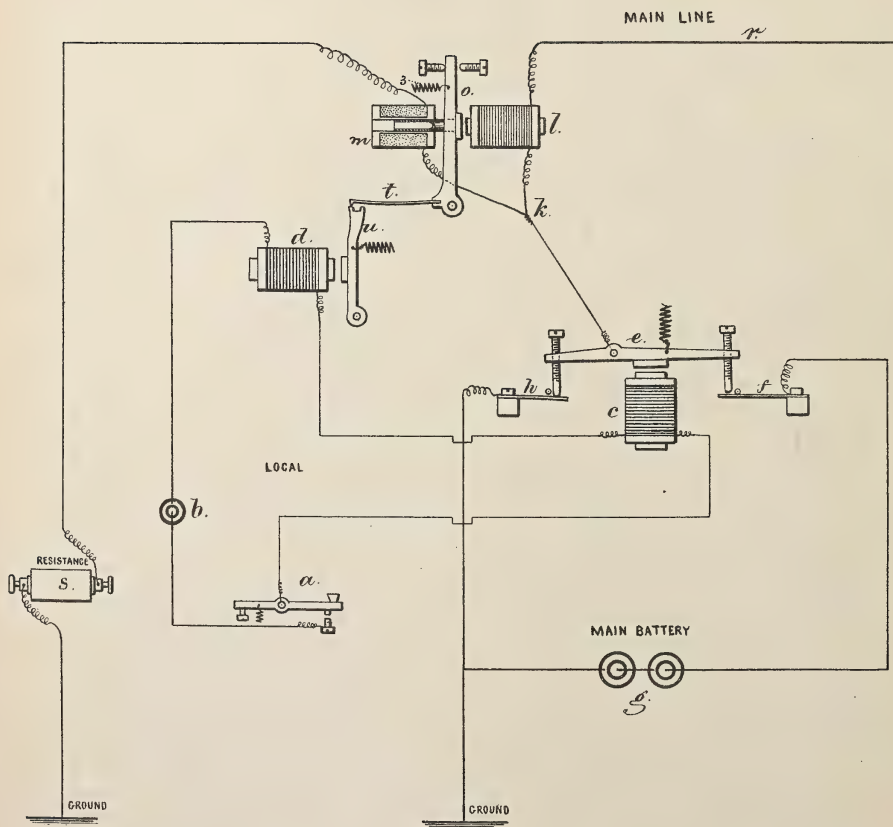 MAIN LINE
r.
3
o.
m
l.
t.
k.
d.
u.
e.
h
f
c
LOCAL
b.
RESISTANCE
S.
a.
MAIN BATTERY
g.
GROUND
GROUND